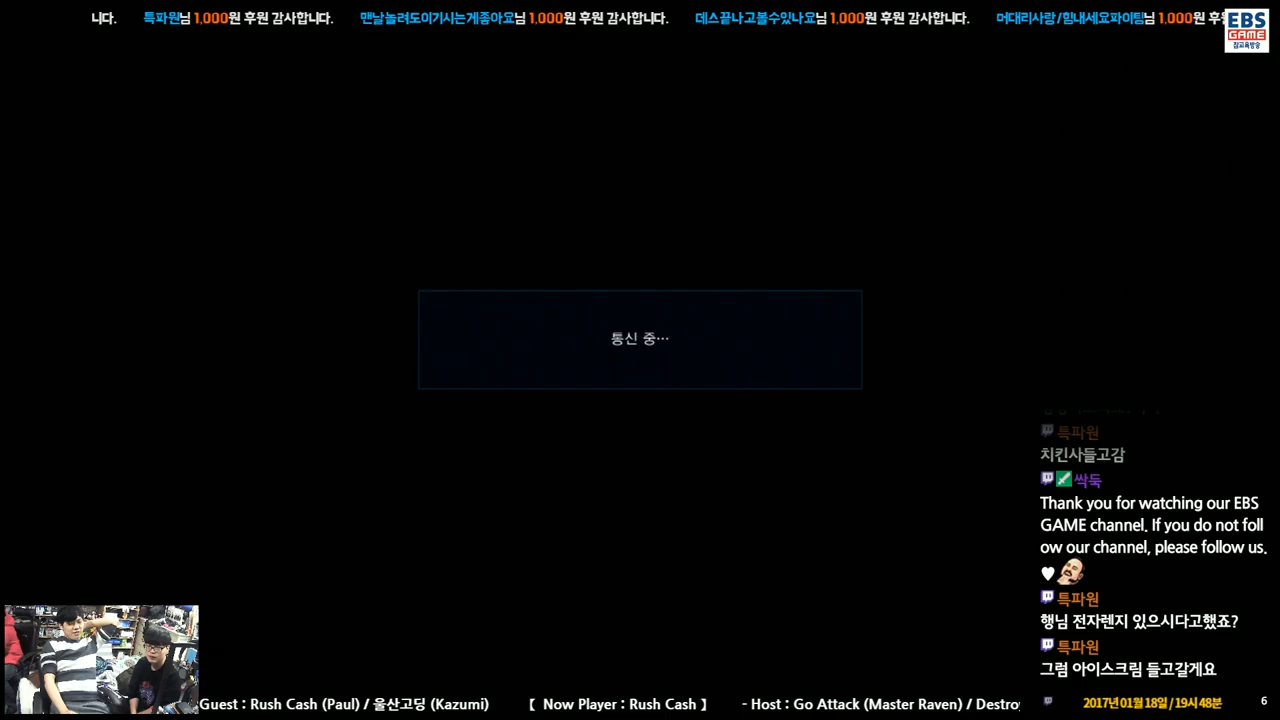 니다. 특파원님 1,000원 후원 감사합니다. 맨날놀려도이기시는게종아요님 1,000원 후원 감사합니다. 데스끝나고볼수있나요님 1,000원 후원 감사합니다. 머대리사랑/힘내세요파이팅님 1,000원 후
EBS
GAME
참교육방송
통신 중…
특파원
치킨사들고감
싹둑
Thank you for watching our EBS
GAME channel. If you do not foll
ow our channel, please follow us.
♥
특파원
행님 전자렌지 있으시다고했죠?
특파원
그럼 아이스크림 들고갈게요
Guest : Rush Cash (Paul) / 울산고딩 (Kazumi) 【 Now Player : Rush Cash 】 - Host : Go Attack (Master Raven) / Destroy
2017년 01월 18일 / 19시 48분
6